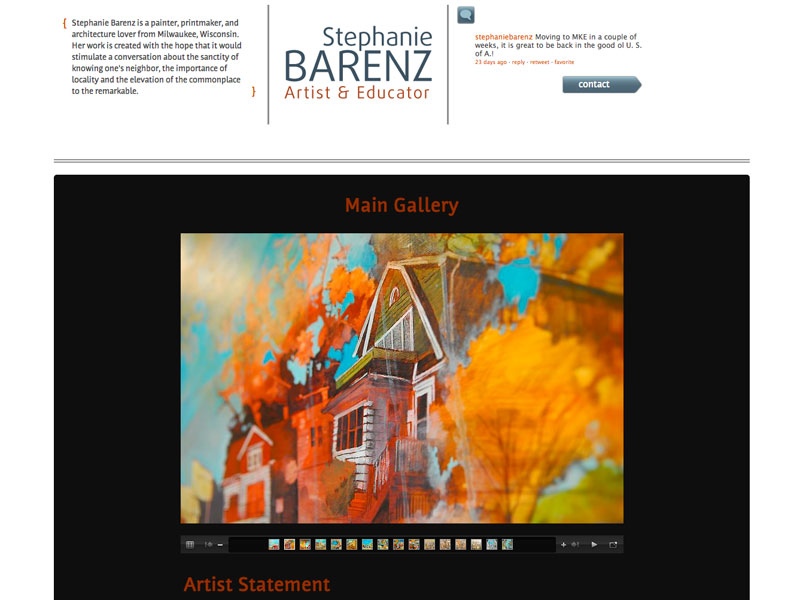 { Stephanie Barenz is a painter, printmaker, and
architecture lover from Milwaukee, Wisconsin.
Her work is created with the hope that it would
stimulate a conversation about the sanctity of
knowing one's neighbor, the importance of
locality and the elevation of the commonplace
to the remarkable. }
Stephanie
BARENZ
Artist & Educator
stephaniebarenz Moving to MKE in a couple of
weeks, it is great to be back in the good ol U. S.
of A.!
23 days ago · reply · retweet · favorite
contact
Main Gallery
Artist Statement